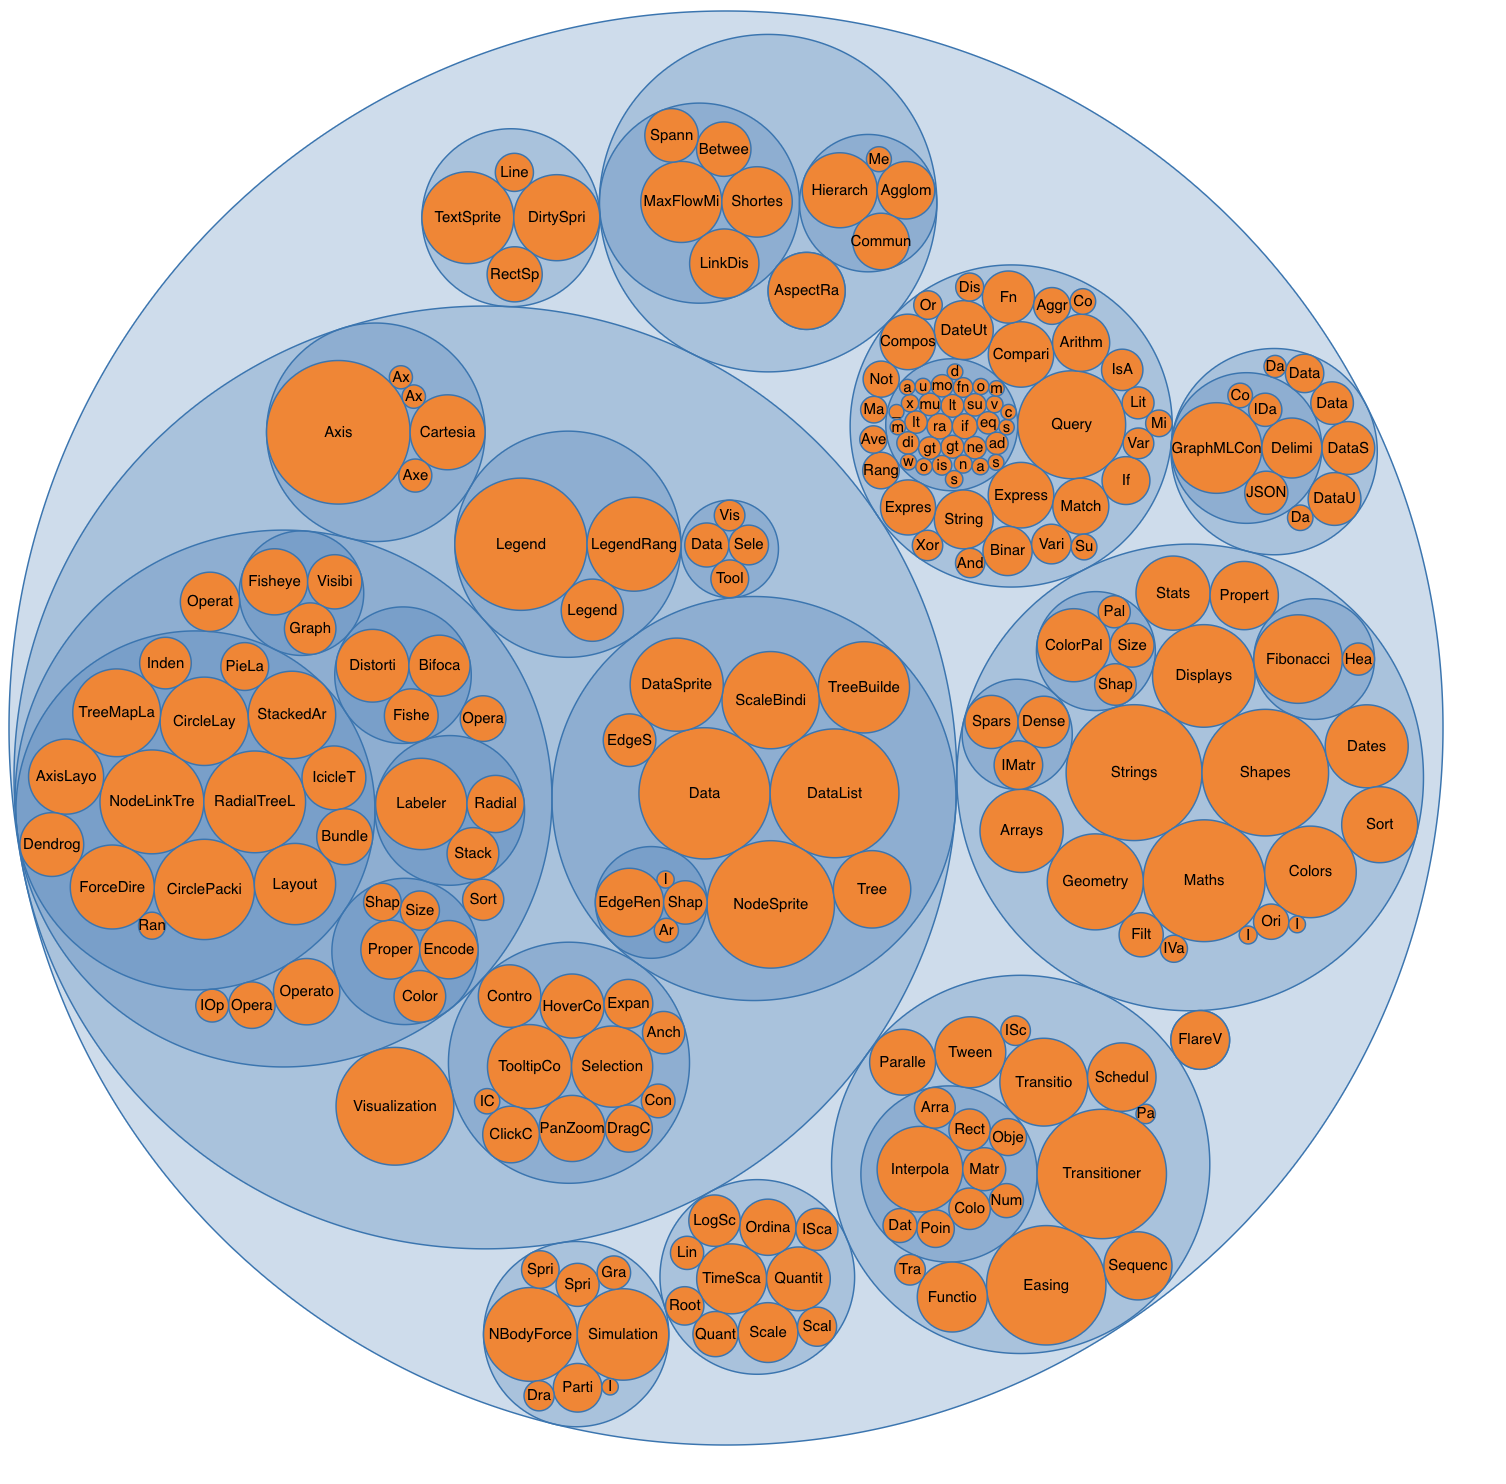 Line
TextSprite
DirtySpri
RectSp
Spann
Betwee
MaxFlowMi
Shortes
LinkDis
Me
Hierarch
Agglom
Commun
AspectRa
Ax
Ax
Axis
Cartesia
Axe
Legend
LegendRang
Legend
Vis
Data
Sele
Tool
Dis
Fn
Or
Aggr
Co
DateUt
Compos
Compari
Arithm
IsA
Not
d
a
u
mo
fn
o
m
x
mu
lt
su
v
c
m
lt
ra
if
eq
s
di
gt
gt
ne
ad
w
o
is
n
a
s
s
Ma
Ave
Rang
Query
Lit
Mi
Var
If
Expres
String
Express
Match
Xor
And
Binar
Vari
Su
Da
Data
Co
IDa
Data
GraphMLCon
Delimi
DataS
JSON
DataU
Da
Fisheye
Visibi
Operat
Graph
Inden
PieLa
TreeMapLa
CircleLay
StackedAr
AxisLayo
NodeLinkTre
RadialTreeL
IcicleT
Dendrog
Bundle
ForceDire
CirclePacki
Layout
Ran
Distorti
Bifoca
Fishe
Opera
Labeler
Radial
Stack
Sort
Shap
Size
Proper
Encode
Color
IOp
Opera
Operato
DataSprite
ScaleBindi
TreeBuilde
EdgeS
Data
DataList
EdgeRen
I
Shap
Ar
NodeSprite
Tree
Contro
HoverCo
Expan
Anch
TooltipCo
Selection
IC
Con
ClickC
PanZoom
DragC
Visualization
Stats
Propert
Pal
ColorPal
Size
Shap
Displays
Fibonacci
Hea
Spars
Dense
IMatr
Strings
Shapes
Dates
Arrays
Sort
Geometry
Maths
Colors
Filt
IVa
I
Ori
I
FlareV
ISc
Paralle
Tween
Transitio
Schedul
Pa
Arra
Rect
Obje
Interpola
Matr
Num
Colo
Dat
Poin
Transitioner
Tra
Functio
Easing
Sequenc
LogSc
Ordina
ISca
Lin
TimeSca
Quantit
Root
Quant
Scale
Scal
Spri
Spri
Gra
NBodyForce
Simulation
Dra
Parti
I